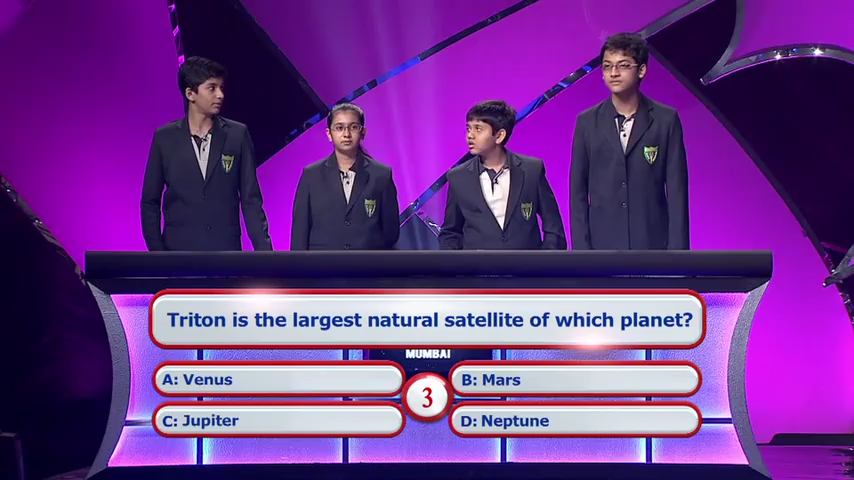 Triton is the largest natural satellite of which planet?
MUMBAI
A: Venus
B: Mars
3
C: Jupiter
D: Neptune